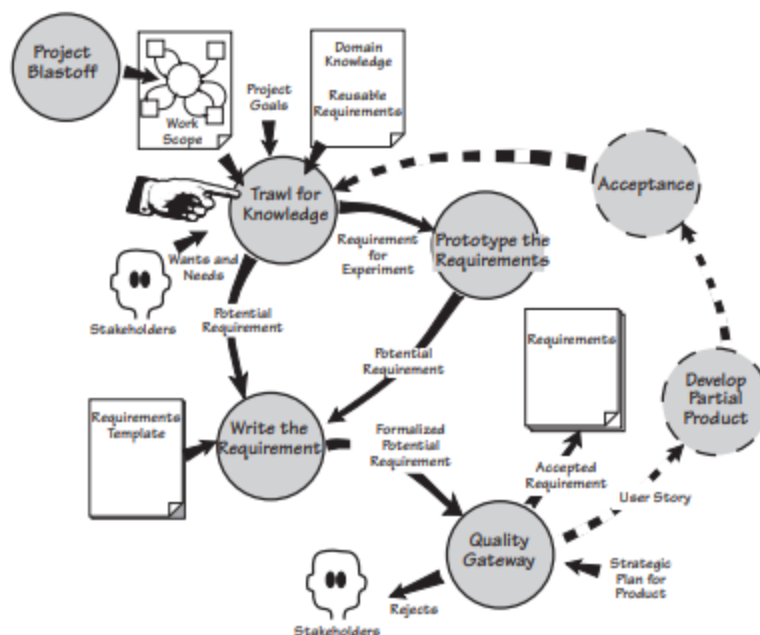 Project
Blastoff
Work
Scope
Project
Goals
Domain
Knowledge
Reusable
Requirements
Trawl for
Knowledge
Acceptance
Wants and
Needs
Stakeholders
Requirement
for
Experiment
Prototype the
Requirements
Potential
Requirement
Potential
Requirement
Requirements
Develop
Partial
Product
Requirements
Template
Write the
Requirement
Formalized
Potential
Requirement
Accepted
Requirement
User Story
Quality
Gateway
Strategic
Plan for
Product
Rejects
Stakeholders